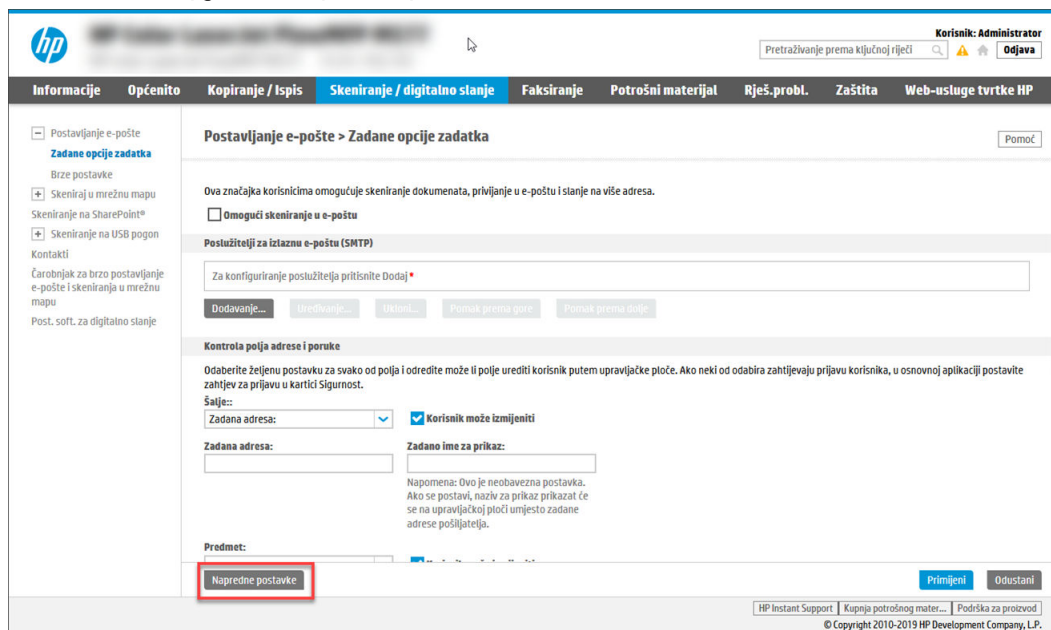 hp
Korisnik: Administrator
Pretraživanje prema ključnoj riječi
Odjava
Informacije Općenito Kopiranje / Ispis Skeniranje / digitalno slanje Faksiranje Potrošni materijal Rješ.probl. Zaštita Web-usluge tvrtke HP
Postavljanje e-pošte
Zadane opcije zadatka
Brze postavke
Skeniraj u mrežnu mapu
Skeniranje na SharePoint®
Skeniranje na USB pogon
Kontakti
Čarobnjak za brzo postavljanje
e-pošte i skeniranja u mrežnu
mapu
Post. soft. za digitalno slanje
Postavljanje e-pošte > Zadane opcije zadatka
Pomoć
Ova značajka korisnicima omogućuje skeniranje dokumenata, privijanje u e-poštu i slanje na više adresa.
Omogući skeniranje u e-poštu
Poslužitelji za izlaznu e-poštu (SMTP)
Za konfiguriranje poslužitelja pritisnite Dodaj *
Dodavanje... Uređivanje... Ukloni... Pomak prema gore Pomak prema dolje
Kontrola polja adrese i poruke
Odaberite željenu postavku za svako od polja i odredite može li polje urediti korisnik putem upravljačke ploče. Ako neki od odabira zahtijevaju prijavu korisnika, u osnovnoj aplikaciji postavite
zahtjev za prijavu u kartici Sigurnost.
Šalje::
Zadana adresa:
Korisnik može izmijeniti
Zadana adresa:
Zadano ime za prikaz:
Napomena: Ovo je neobavezna postavka.
Ako se postavi, naziv za prikaz prikazat će
se na upravljačkoj ploči umjesto zadane
adrese pošiljatelja.
Predmet:
Napredne postavke
Primijeni Odustani
HP Instant Support Kupnja potrošnog mater... Podrška za proizvod
© Copyright 2010-2019 HP Development Company, L.P.